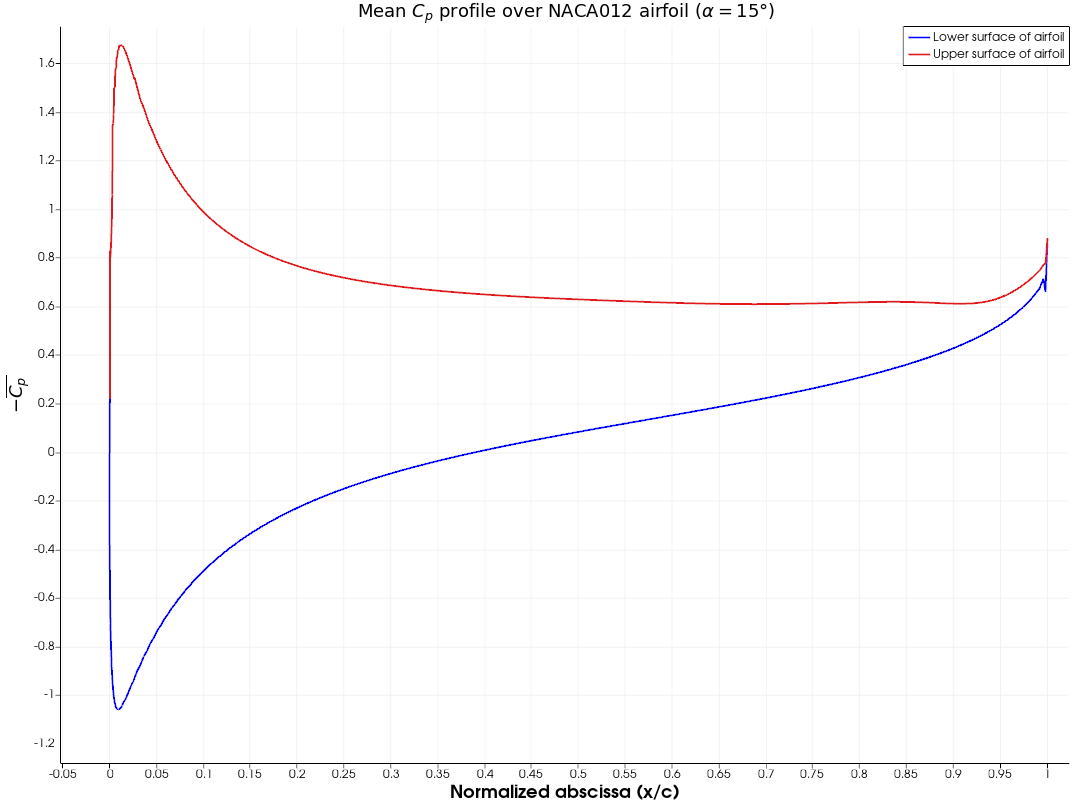 Mean Cₚ profile over NACA012 airfoil (α = 15°)
Lower surface of airfoil
Upper surface of airfoil
1.6
1.4
1.2
1
0.8
0.6
0.4
0.2
0
-0.2
-0.4
-0.6
-0.8
-1
-1.2
−C̅ₚ
-0.05 0 0.05 0.1 0.15 0.2 0.25 0.3 0.35 0.4 0.45 0.5 0.55 0.6 0.65 0.7 0.75 0.8 0.85 0.9 0.95 1
Normalized abscissa (x/c)